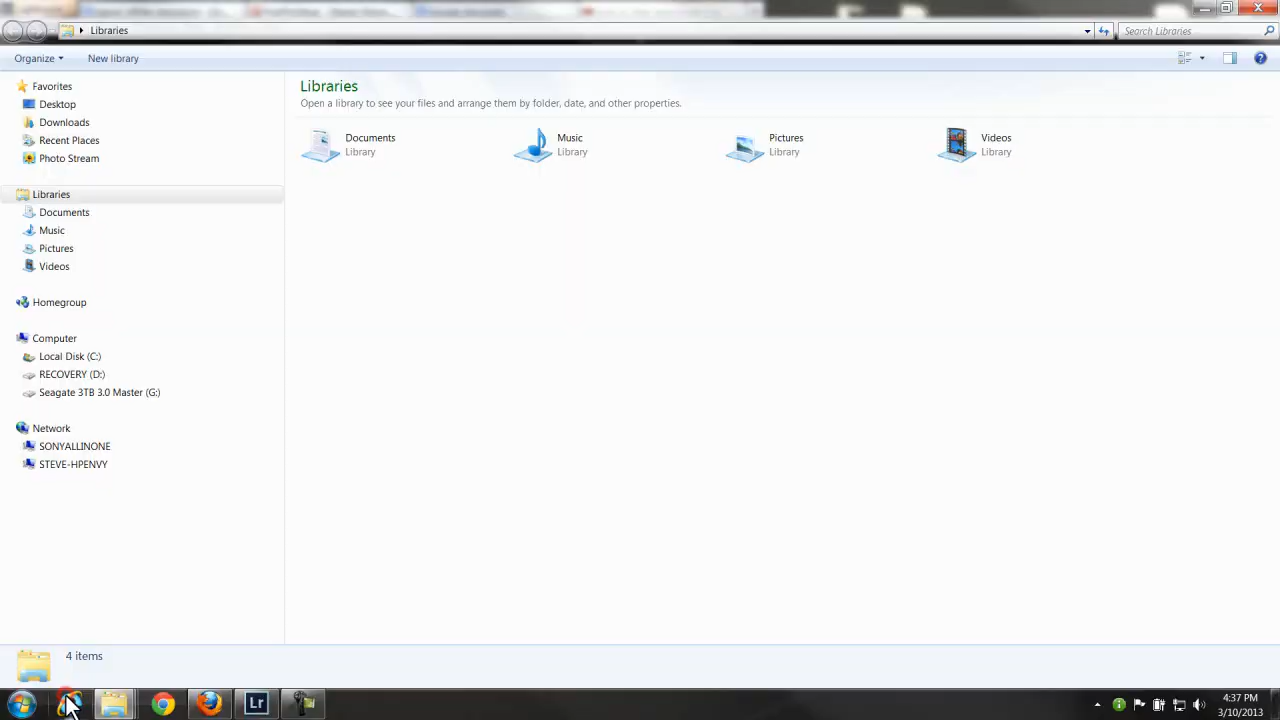 Libraries
Search Libraries
Organize
New library
Favorites
Desktop
Downloads
Recent Places
Photo Stream
Libraries
Documents
Music
Pictures
Videos
Homegroup
Computer
Local Disk (C:)
RECOVERY (D:)
Seagate 3TB 3.0 Master (G:)
Network
SONYALLINONE
STEVE-HPENVY
Libraries
Open a library to see your files and arrange them by folder, date, and other properties.
Documents
Library
Music
Library
Pictures
Library
Videos
Library
4 items
Lr
4:37 PM
3/10/2013